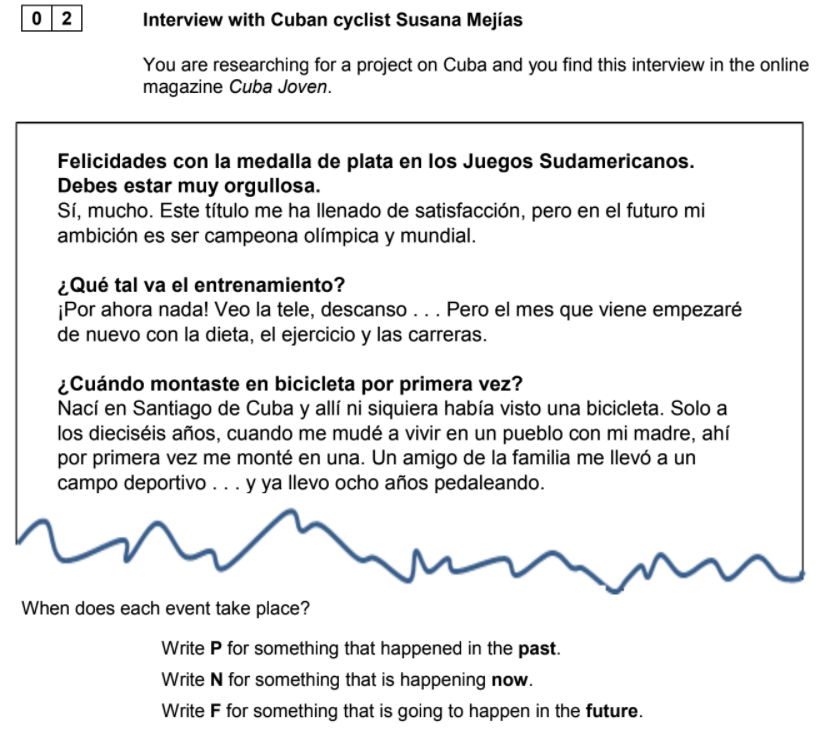 0 2 Interview with Cuban cyclist Susana Mejías
You are researching for a project on Cuba and you find this interview in the online
magazine Cuba Joven.
Felicidades con la medalla de plata en los Juegos Sudamericanos.
Debes estar muy orgullosa.
Sí, mucho. Este título me ha llenado de satisfacción, pero en el futuro mi
ambición es ser campeona olímpica y mundial.
¿Qué tal va el entrenamiento?
¡Por ahora nada! Veo la tele, descanso . . . Pero el mes que viene empezaré
de nuevo con la dieta, el ejercicio y las carreras.
¿Cuándo montaste en bicicleta por primera vez?
Nací en Santiago de Cuba y allí ni siquiera había visto una bicicleta. Solo a
los dieciséis años, cuando me mudé a vivir en un pueblo con mi madre, ahí
por primera vez me monté en una. Un amigo de la familia me llevó a un
campo deportivo . . . y ya llevo ocho años pedaleando.
When does each event take place?
Write P for something that happened in the past.
Write N for something that is happening now.
Write F for something that is going to happen in the future.